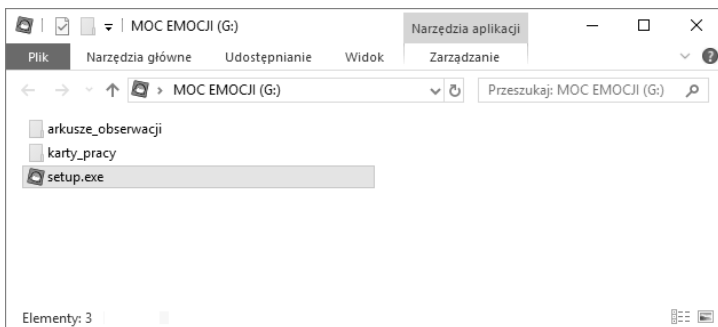 MOC EMOCJI (G:) Narzędzia aplikacji
Plik Narzędzia główne Udostępnianie Widok Zarządzanie
MOC EMOCJI (G:) Przeszukaj: MOC EMOCJI (G:)
arkusze_obserwacji
karty_pracy
setup.exe
Elementy: 3